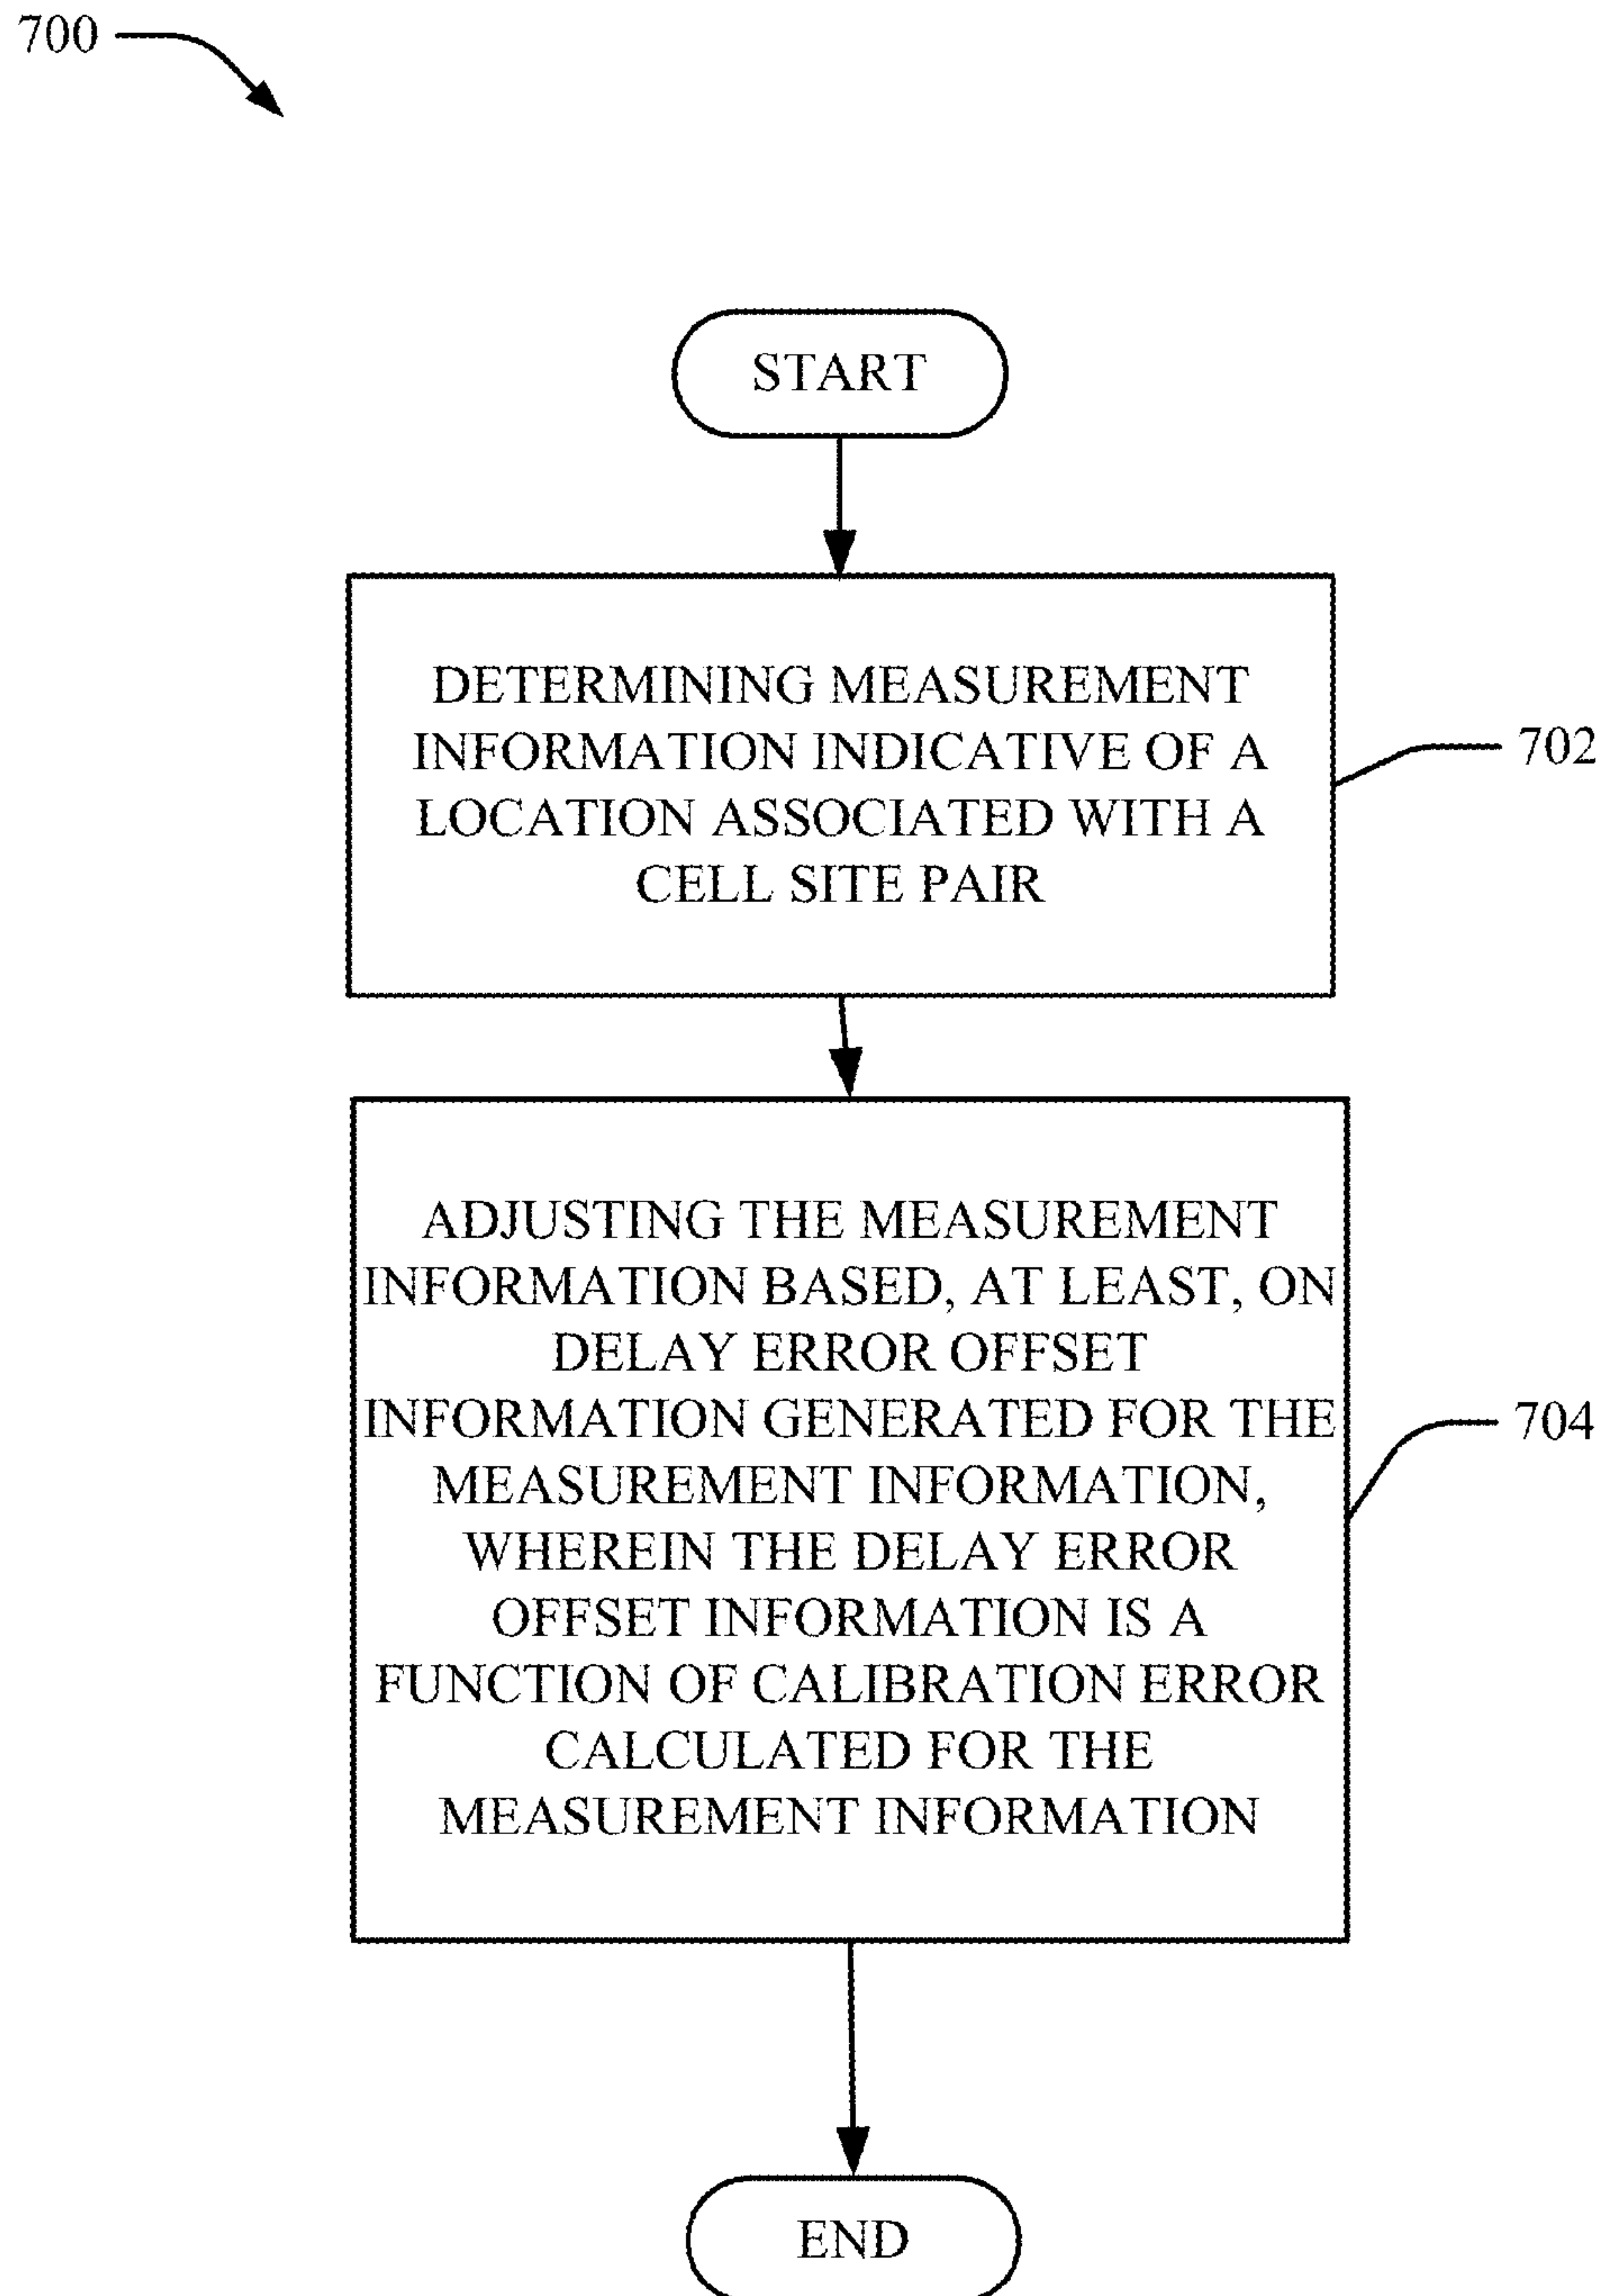 700
START
DETERMINING MEASUREMENT
INFORMATION INDICATIVE OF A
LOCATION ASSOCIATED WITH A
CELL SITE PAIR
702
ADJUSTING THE MEASUREMENT
INFORMATION BASED, AT LEAST, ON
DELAY ERROR OFFSET
INFORMATION GENERATED FOR THE
MEASUREMENT INFORMATION,
WHEREIN THE DELAY ERROR
OFFSET INFORMATION IS A
FUNCTION OF CALIBRATION ERROR
CALCULATED FOR THE
MEASUREMENT INFORMATION
704
END